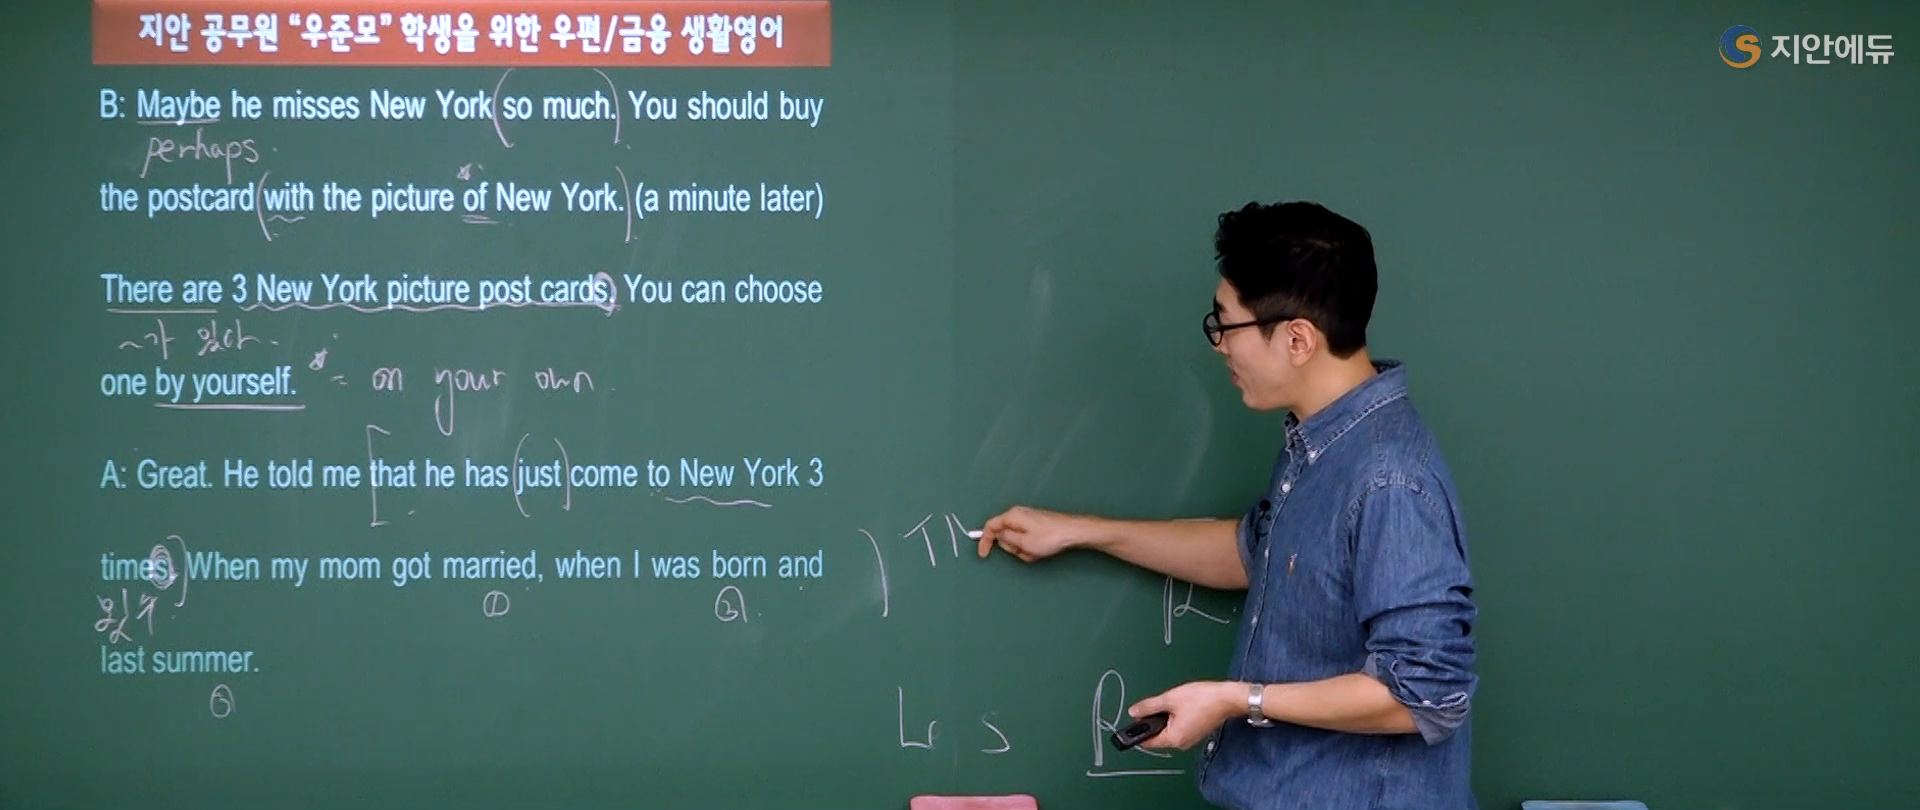 지안 공무원 “우준모” 학생을 위한 우편/금융 생활영어
지안에듀
B: Maybe he misses New York (so much.) You should buy
perhaps.
the postcard (with the picture of New York.) (a minute later)
There are 3 New York picture post cards. You can choose
~가 있다.
one by yourself. = on your own
A: Great. He told me [that he has (just) come to New York 3
times.] When my mom got married, when I was born and
① ②
last summer.
③